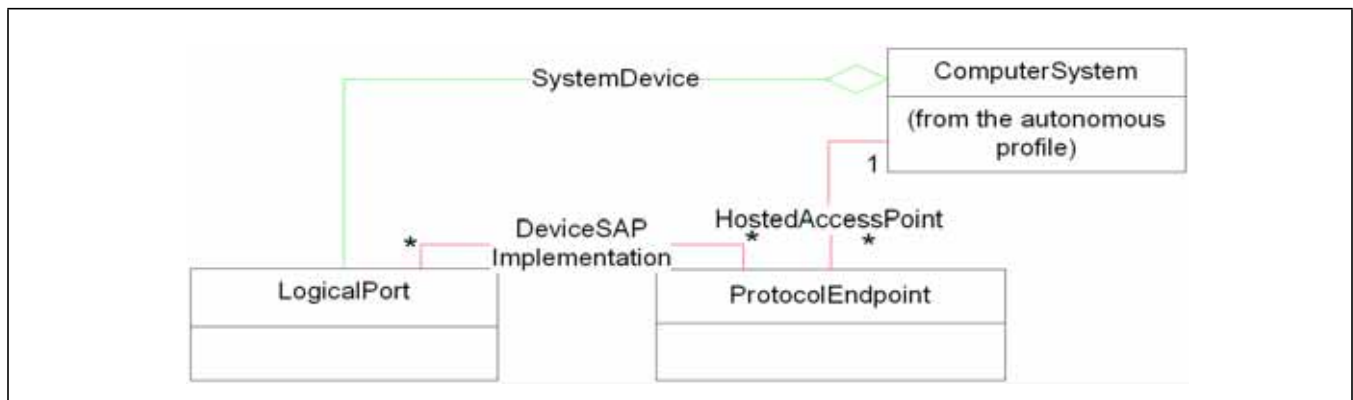 SystemDevice
ComputerSystem
(from the autonomous
profile)
1
HostedAccessPoint
*
DeviceSAP
Implementation
*
*
LogicalPort
ProtocolEndpoint